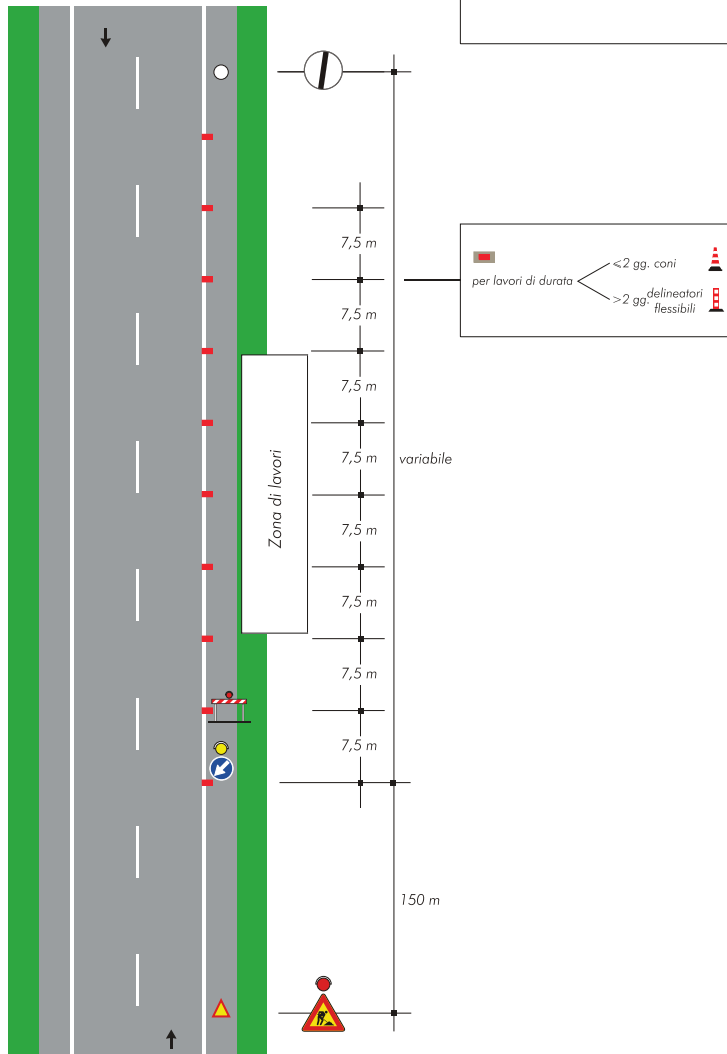 7,5 m
≤2 gg. coni
per lavori di durata
>2 gg. delineatori
flessibili
7,5 m
7,5 m
7,5 m
variabile
Zona di lavori
7,5 m
7,5 m
7,5 m
7,5 m
150 m